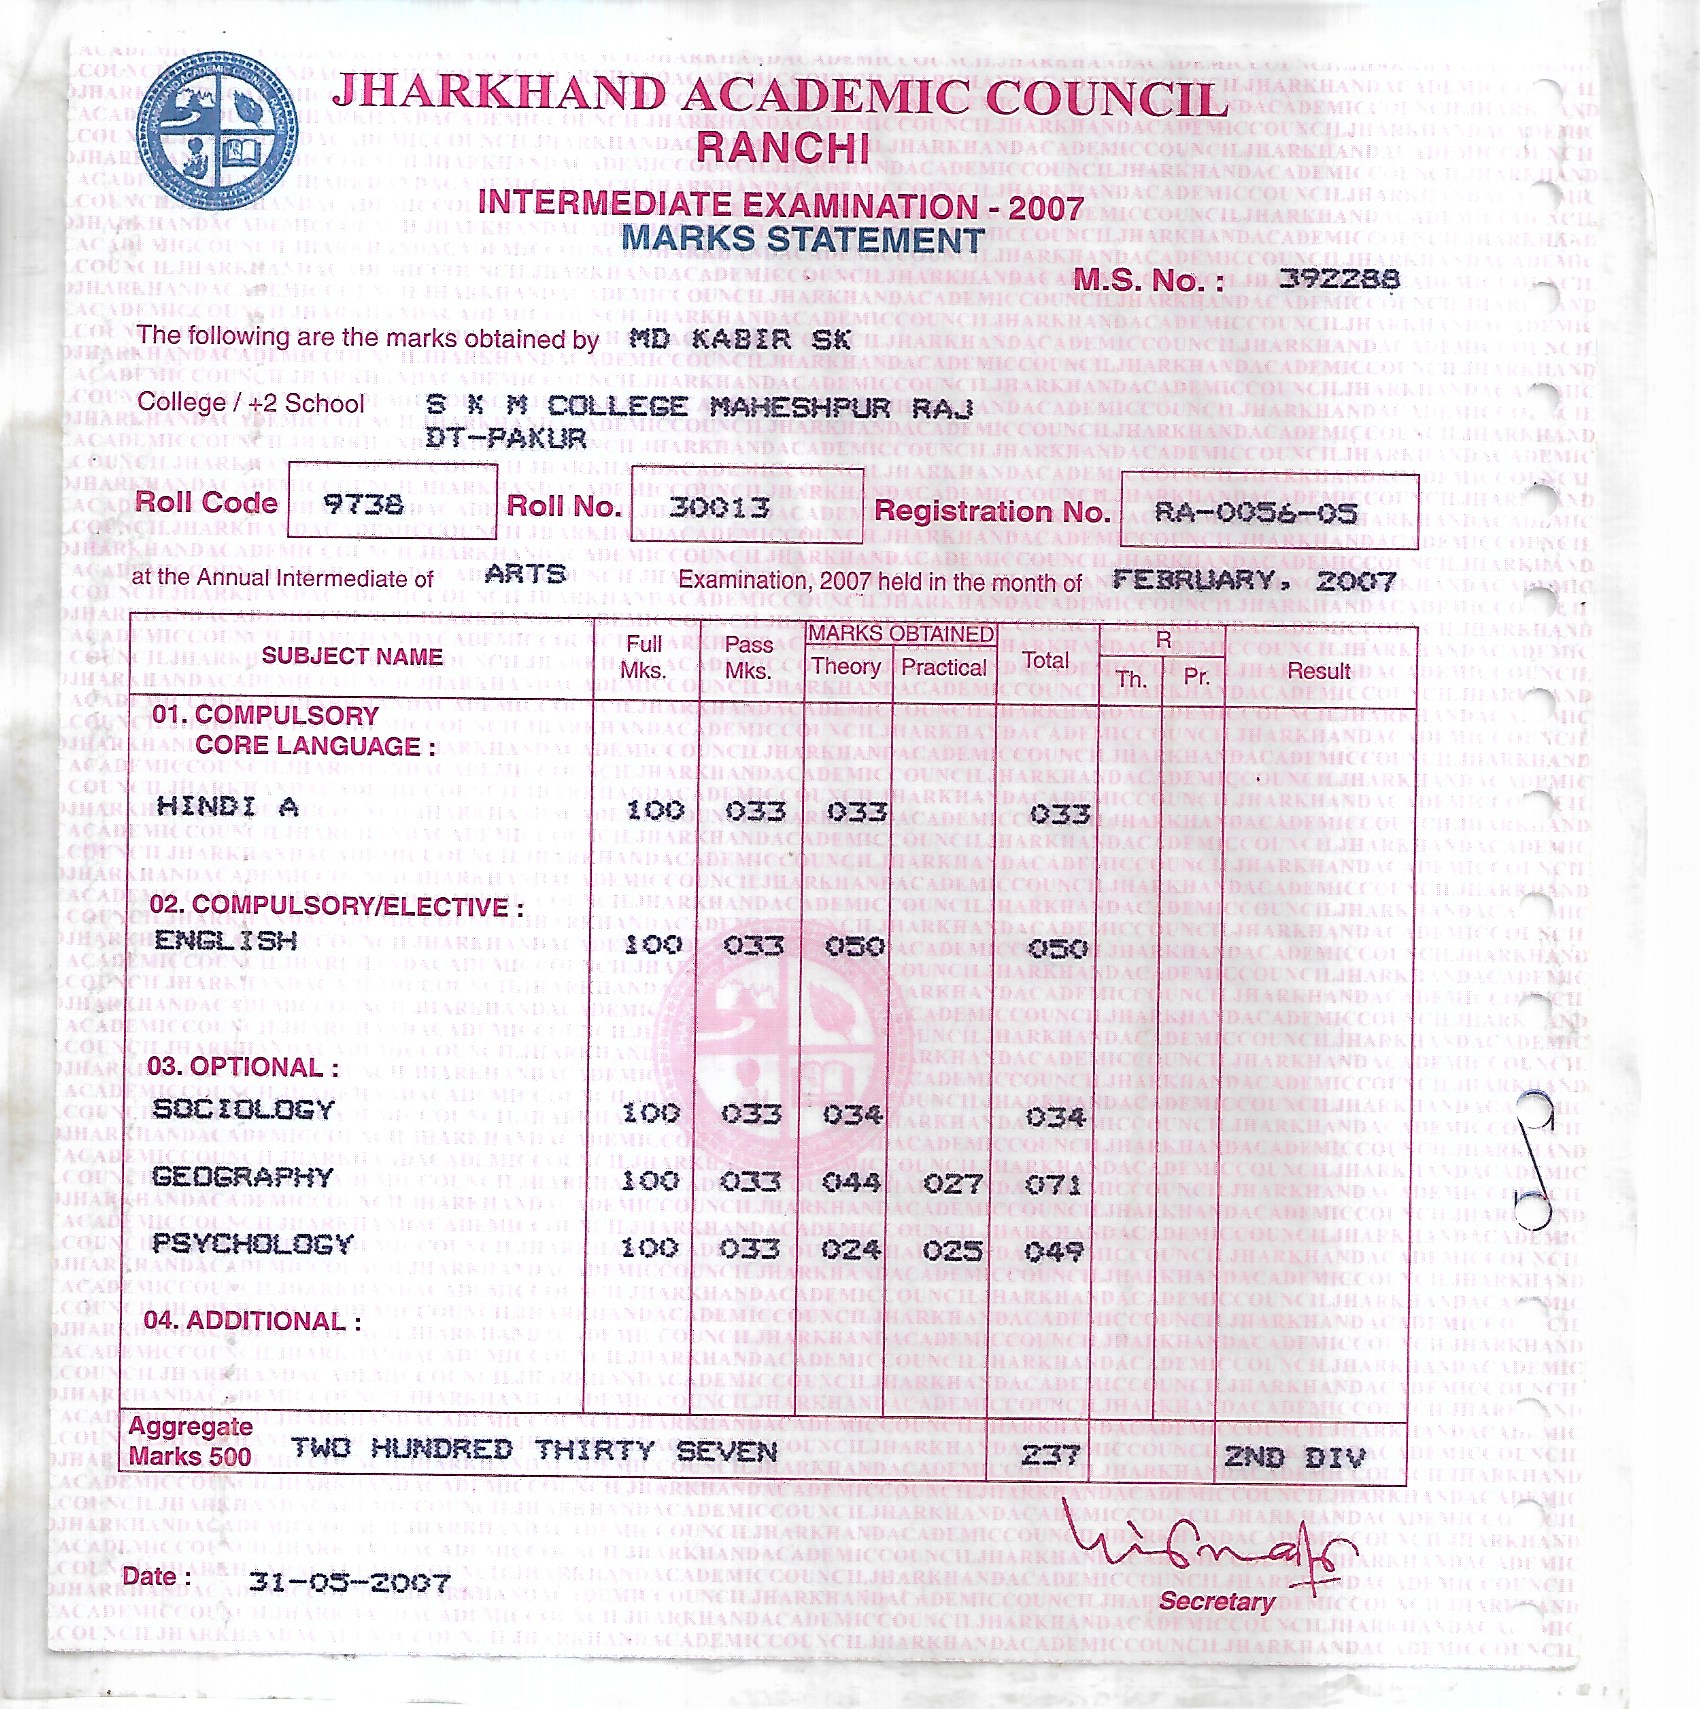 JHARKHAND ACADEMIC COUNCIL
RANCHI
INTERMEDIATE EXAMINATION - 2007
MARKS STATEMENT
M.S. No. : 392288
The following are the marks obtained by MD KABIR SK
College / +2 School S K M COLLEGE MAHESHPUR RAJ
DT-PAKUR
Roll Code 9738 Roll No. 30013 Registration No. RA-0056-05
at the Annual Intermediate of ARTS Examination, 2007 held in the month of FEBRUARY, 2007
SUBJECT NAME Full Mks. Pass Mks. MARKS OBTAINED Theory Practical Total R Th. Pr. Result
01. COMPULSORY
CORE LANGUAGE :
HINDI A 100 033 033 033
02. COMPULSORY/ELECTIVE :
ENGLISH 100 033 050 050
03. OPTIONAL :
SOCIOLOGY 100 033 034 034
GEOGRAPHY 100 033 044 027 071
PSYCHOLOGY 100 033 024 025 049
04. ADDITIONAL :
Aggregate
Marks 500 TWO HUNDRED THIRTY SEVEN 237 2ND DIV
Date : 31-05-2007
Secretary